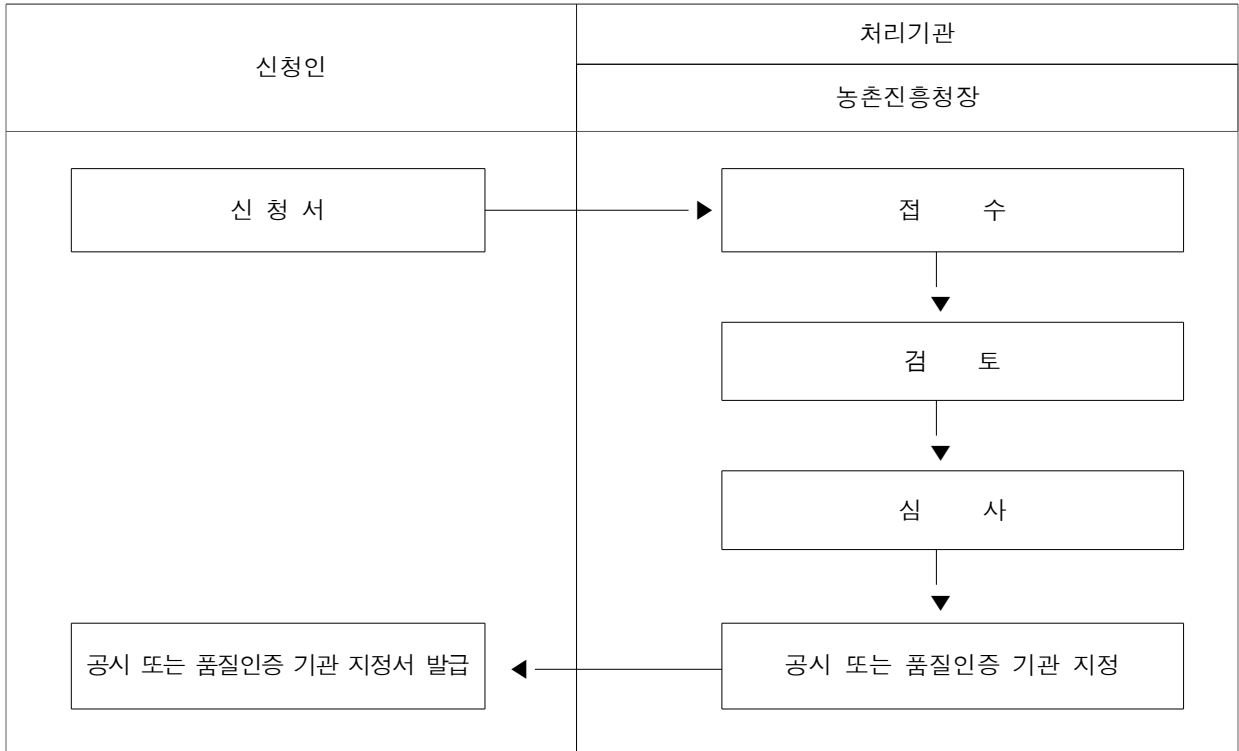 신청인
처리기관
농촌진흥청장
신 청 서
접 수
검 토
심 사
공시 또는 품질인증 기관 지정서 발급
공시 또는 품질인증 기관 지정